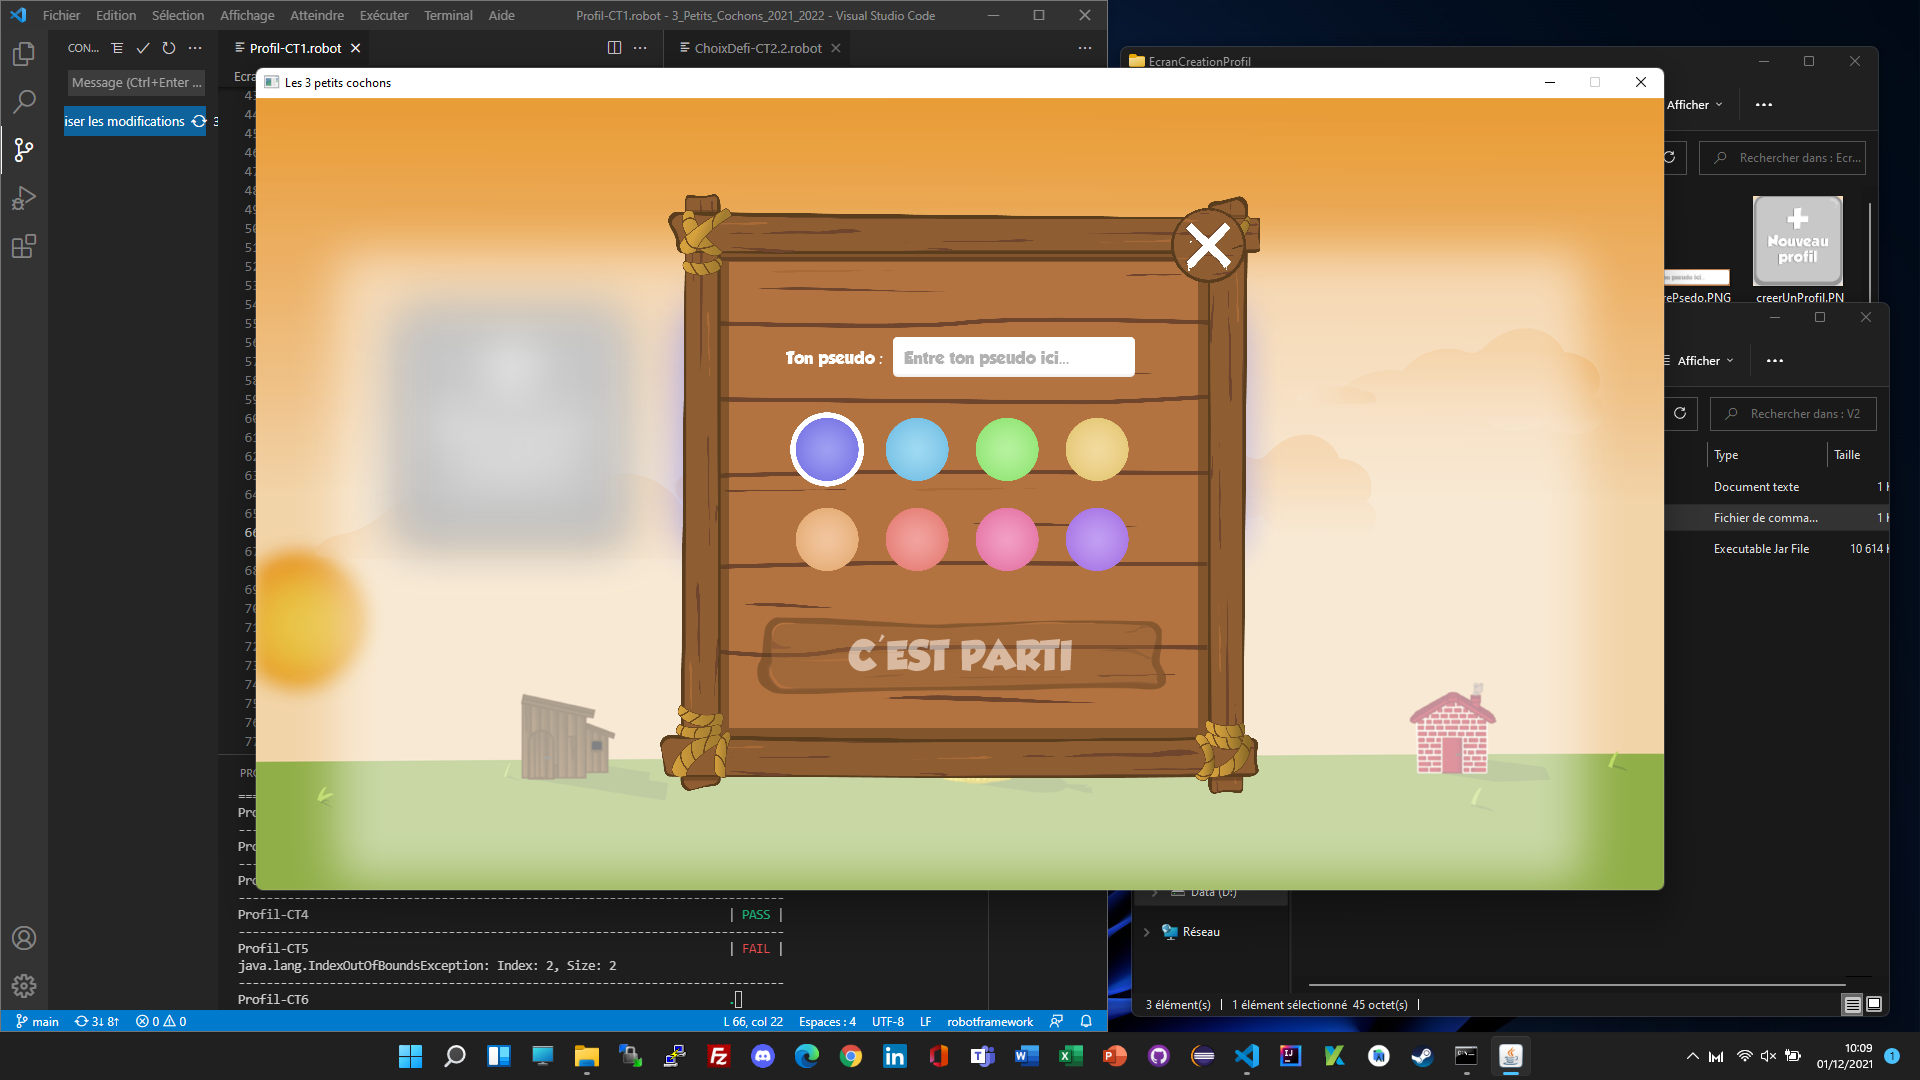 Fichier Edition Sélection Affichage Atteindre Exécuter Terminal Aide
Profil-CT1.robot - 3_Petits_Cochons_2021_2022 - Visual Studio Code
CON...
Profil-CT1.robot
ChoixDefi-CT2.2.robot
EcranCreationProfil
Message (Ctrl+Enter ...
Les 3 petits cochons
Afficher
iser les modifications
Rechercher dans : Ecr...
Nouveau
profil
rePsedo.PNG
creerUnProfil.PN
Ton pseudo :
Entre ton pseudo ici...
Afficher
Rechercher dans : V2
Type
Taille
Document texte
Fichier de comma...
Executable Jar File
10 614
C'EST PARTI
Profil-CT4 | PASS |
Profil-CT5 | FAIL |
java.lang.IndexOutOfBoundsException: Index: 2, Size: 2
Profil-CT6 .
Data (D:)
Réseau
3 élément(s)
1 élément sélectionné 45 octet(s)
main
3↓ 8↑
0
0
L 66, col 22
Espaces : 4
UTF-8
LF
robotframework
10:09
01/12/2021
1